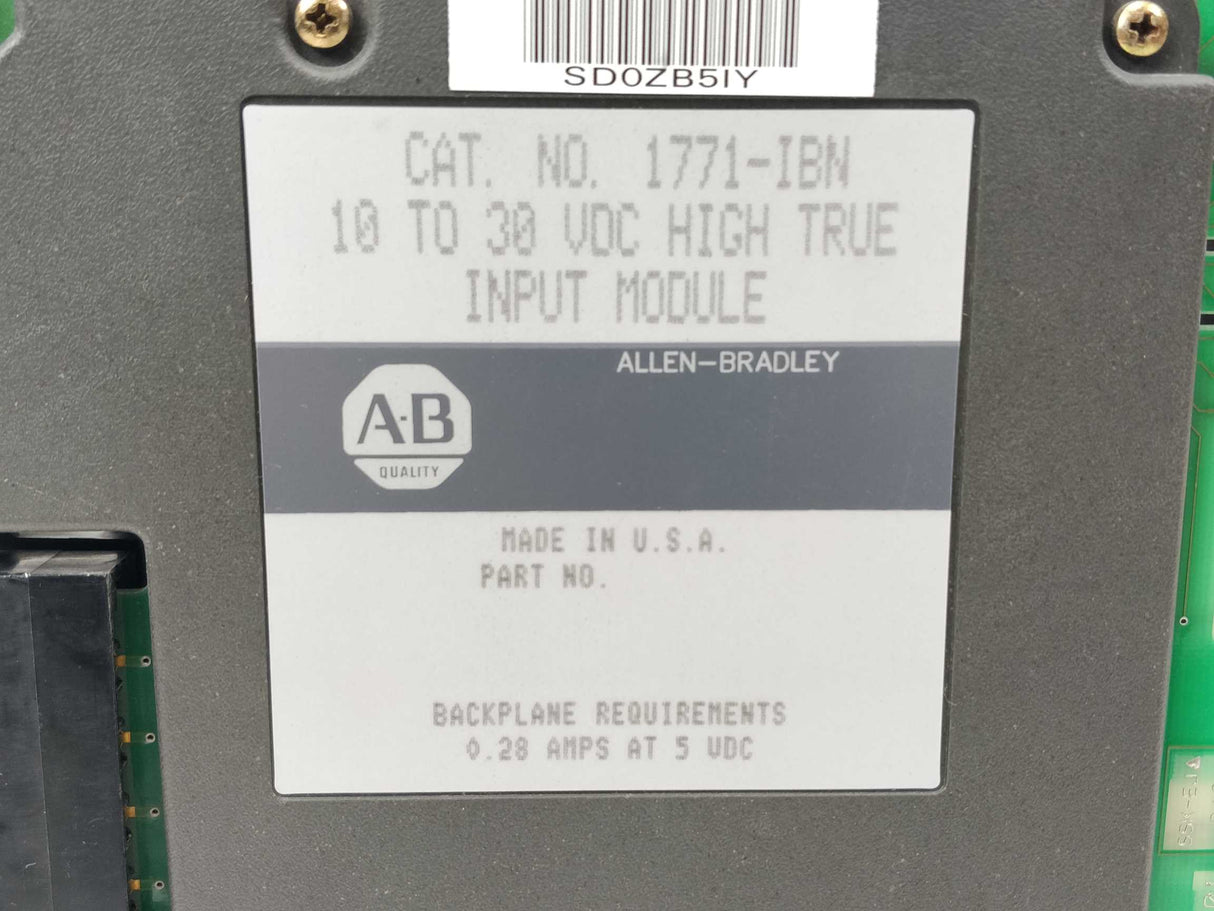 SD0ZB5IY
CAT. NO. 1771-IBN
10 TO 30 VDC HIGH TRUE
INPUT MODULE
ALLEN-BRADLEY
A-B
QUALITY
MADE IN U.S.A.
PART NO.
BACKPLANE REQUIREMENTS
0.28 AMPS AT 5 VDC